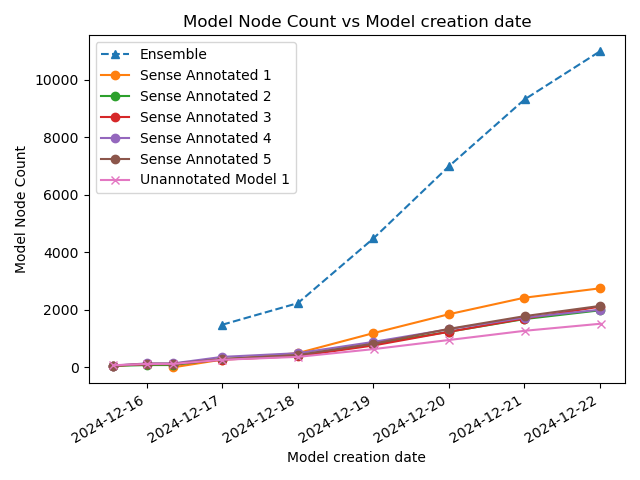 Model Node Count vs Model creation date
Ensemble
Sense Annotated 1
Sense Annotated 2
Sense Annotated 3
Sense Annotated 4
Sense Annotated 5
Unannotated Model 1
Model Node Count
10000
8000
6000
4000
2000
0
2024-12-16
2024-12-17
2024-12-18
2024-12-19
2024-12-20
2024-12-21
2024-12-22
Model creation date